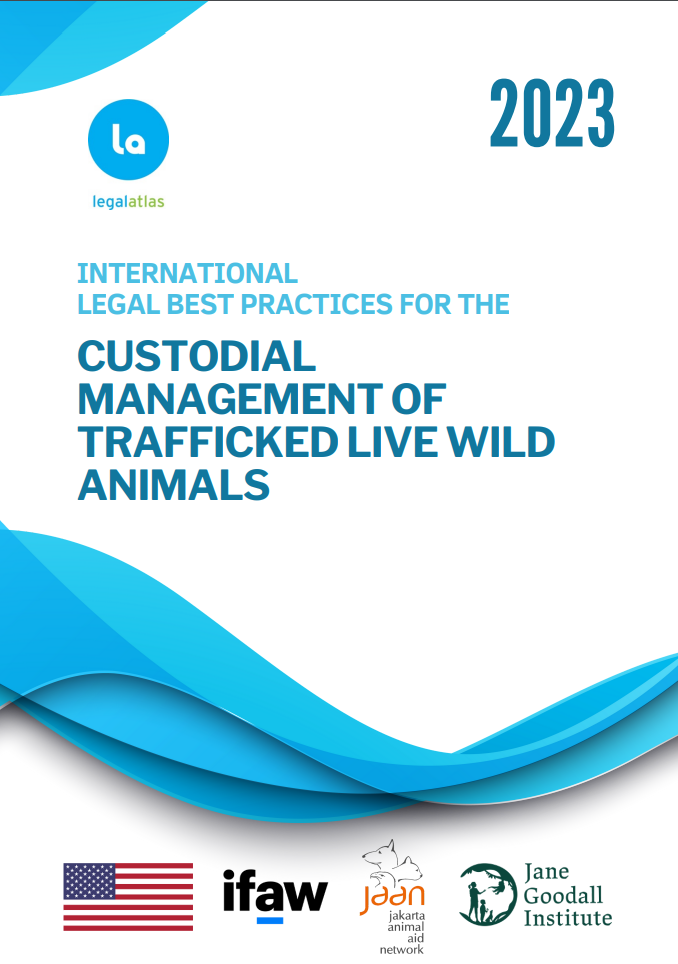 2023
la
legalatlas
INTERNATIONAL
LEGAL BEST PRACTICES FOR THE
CUSTODIAL
MANAGEMENT OF
TRAFFICKED LIVE WILD
ANIMALS
ifaw
jaan
jakarta
animal
aid
network
Jane
Goodall
Institute